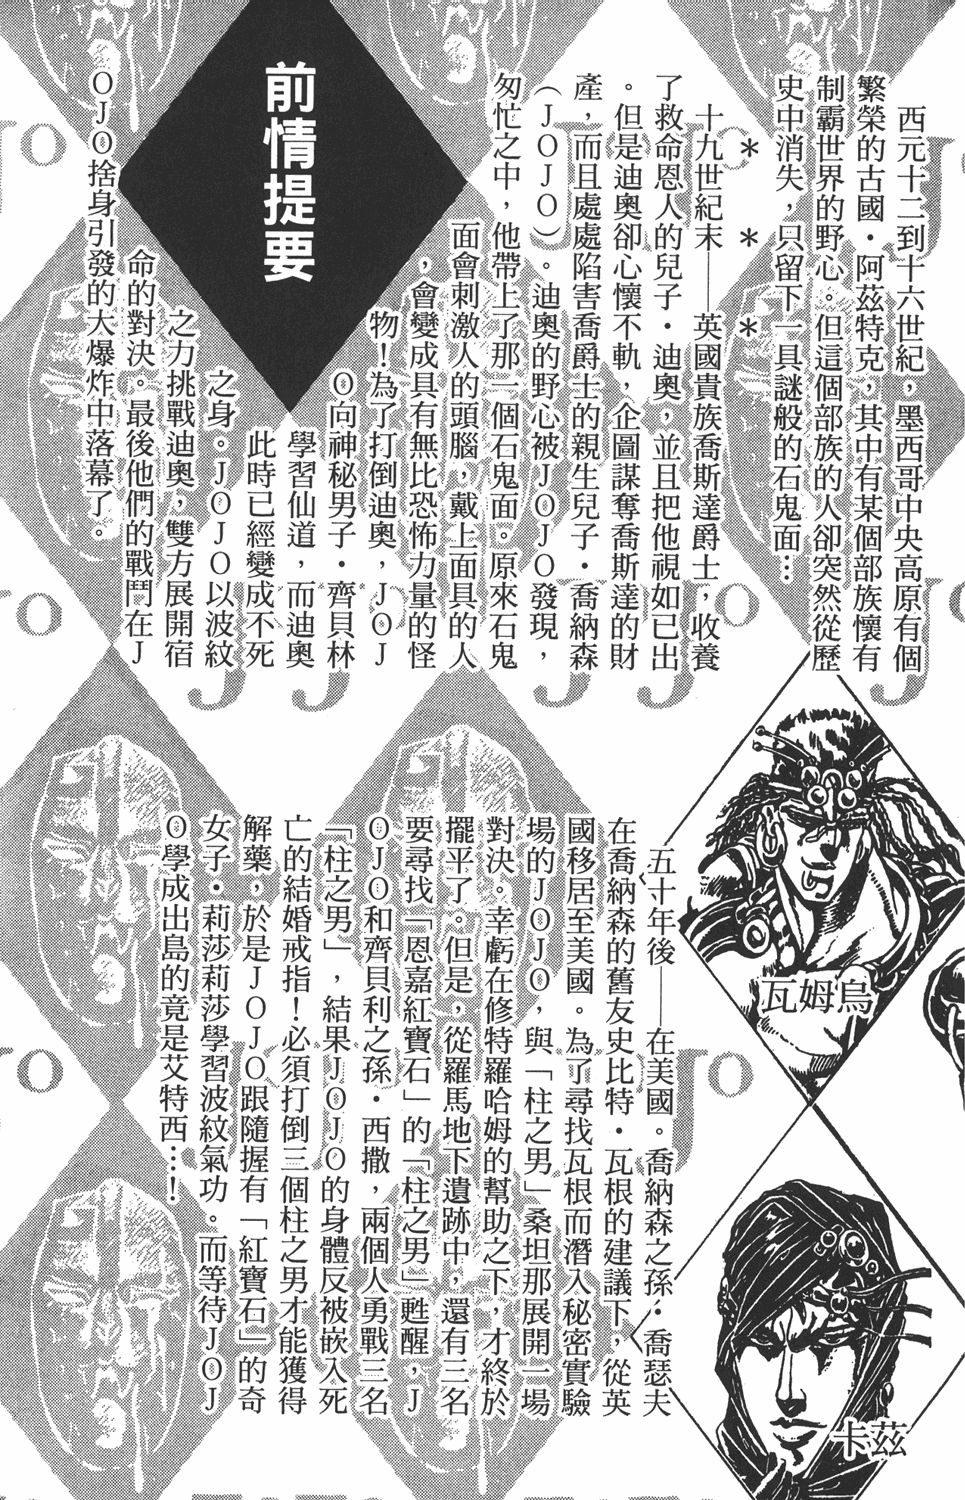 前情提要
西元十二到十六世紀，墨西哥中央高原有個
繁榮的古國・阿茲特克，其中有某個部族懷有
制霸世界的野心。但這個部族的人卻突然從歷
史中消失，只留下一具謎般的石鬼面…
＊　＊　＊
十九世紀末——英國貴族喬斯達爵士，收養
了救命恩人的兒子・迪奧，並且把他視如己出
。但是迪奧卻心懷不軌，企圖謀奪喬斯達的財
產，而且處處陷害喬爵士的親生兒子・喬納森
（JOJO）。迪奧的野心被JOJO發現，
匆忙之中，他帶上了那一個石鬼面。原來石鬼
面會刺激人的頭腦，戴上面具的人
，會變成具有無比恐怖力量的怪
物！為了打倒迪奧，JOJ
O向神秘男子・齊貝林
學習仙道，而迪奧
此時已經變成不死
之身。JOJO以波紋
之力挑戰迪奧，雙方展開宿
命的對決。最後他們的戰鬥在J
OJO捨身引發的大爆炸中落幕了。
五十年後——在美國。喬納森之孫・喬瑟夫
在喬納森的舊友史比特・瓦根的建議下，從英
國移居至美國。為了尋找瓦根而潛入秘密實驗
場的JOJO，與「柱之男」桑坦那展開一場
對決。幸虧在修特羅哈姆的幫助之下，才終於
擺平了。但是，從羅馬地下遺跡中，還有三名
要尋找「恩嘉紅寶石」的「柱之男」甦醒，J
OJO和齊貝利之孫・西撒，兩個人勇戰三名
「柱之男」，結果JOJO的身體反被嵌入死
亡的結婚戒指！必須打倒三個柱之男才能獲得
解藥，於是JOJO跟隨握有「紅寶石」的奇
女子・莉莎莉莎學習波紋氣功。而等待JOJ
O學成出島的竟是艾特西…！
瓦姆烏
卡茲